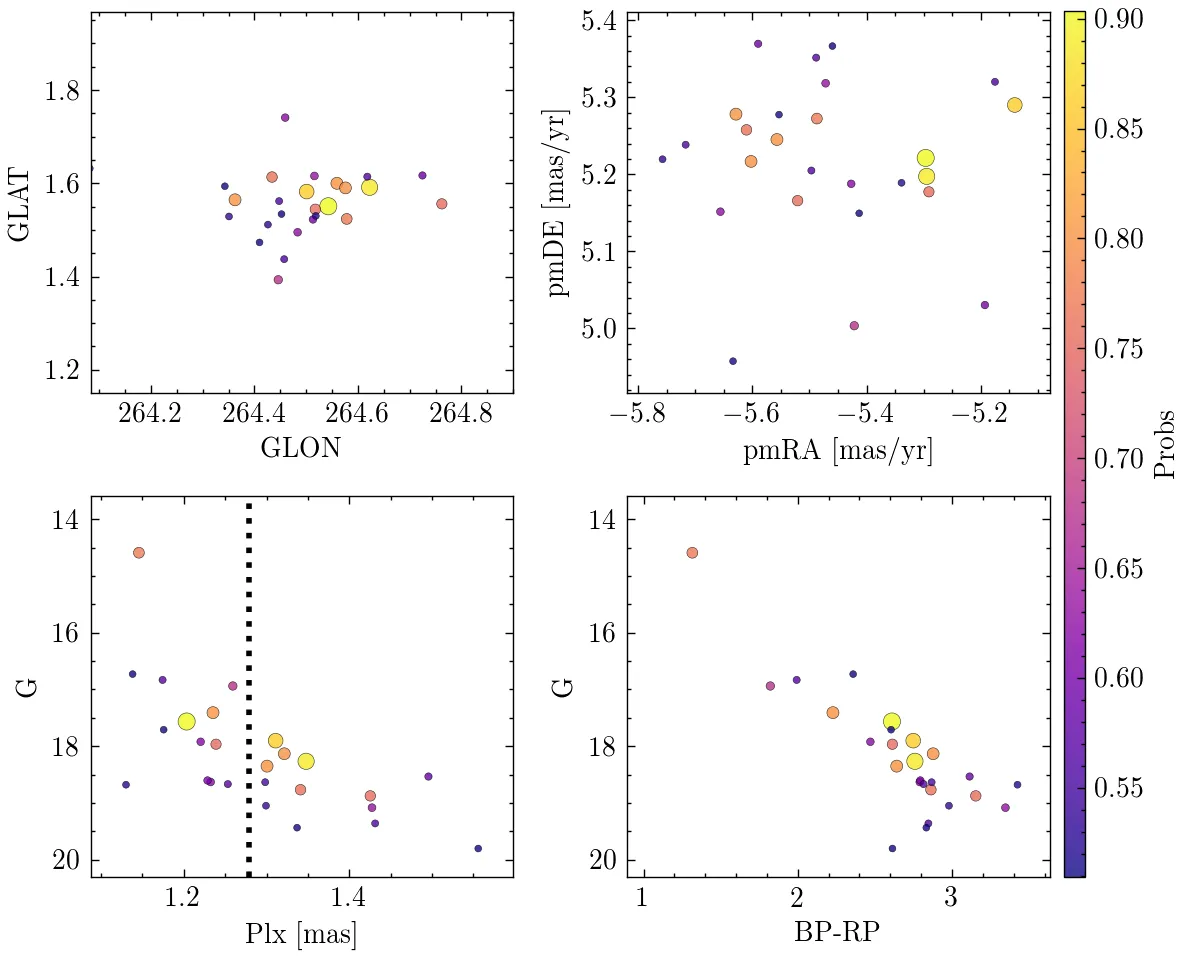 1.8
1.6
1.4
1.2
GLAT
264.2 264.4 264.6 264.8
GLON
5.4
5.3
5.2
5.1
5.0
pmDE [mas/yr]
−5.8 −5.6 −5.4 −5.2
pmRA [mas/yr]
0.90
0.85
0.80
0.75
0.70
0.65
0.60
0.55
Probs
14
16
18
20
G
1.2 1.4
Plx [mas]
14
16
18
20
G
1 2 3
BP-RP